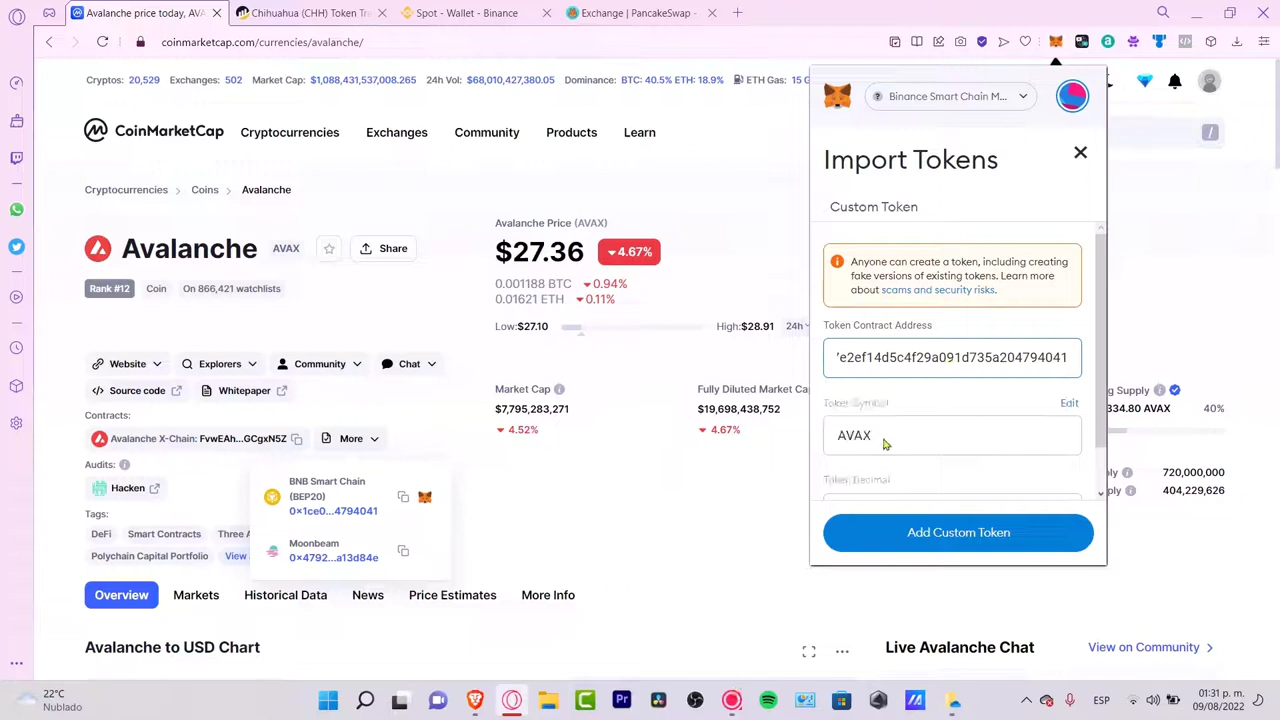 Avalanche price today, AV
Chihuahua (CHH) Token Tr
Spot - Wallet - Binance
Exchange | PancakeSwap -
coinmarketcap.com/currencies/avalanche/
Cryptos: 20,529 Exchanges: 502 Market Cap: $1,088,431,537,008.265 24h Vol: $68,010,427,380.05 Dominance: BTC: 40.5% ETH: 18.9% ETH Gas: 15 G
CoinMarketCap
Cryptocurrencies Exchanges Community Products Learn
/
Cryptocurrencies > Coins > Avalanche
Avalanche AVAX
Share
Rank #12 Coin On 866,421 watchlists
Avalanche Price (AVAX)
$27.36 4.67%
0.001188 BTC 0.94%
0.01621 ETH 0.11%
Low: $27.10 High: $28.91 24h
Website Explorers Community Chat
Source code Whitepaper
Contracts:
Avalanche X-Chain: FvwEAh...GCgxN5Z More
Audits:
Hacken
Tags:
DeFi Smart Contracts Three A
Polychain Capital Portfolio View
BNB Smart Chain
(BEP20)
0x1ce0...4794041
Moonbeam
0x4792...a13d84e
Market Cap
$7,795,283,271
4.52%
Fully Diluted Market Cap
$19,698,438,752
4.67%
ng Supply
334.80 AVAX 40%
ply 720,000,000
ply 404,229,626
Overview Markets Historical Data News Price Estimates More Info
Avalanche to USD Chart
Live Avalanche Chat View on Community >
Binance Smart Chain M...
Import Tokens
Custom Token
Anyone can create a token, including creating
fake versions of existing tokens. Learn more
about scams and security risks.
Token Contract Address
'e2ef14d5c4f29a091d735a204794041
Token Symbol Edit
AVAX
Token Decimal
Add Custom Token
22°C
Nublado
Pr
ESP
01:31 p. m.
09/08/2022